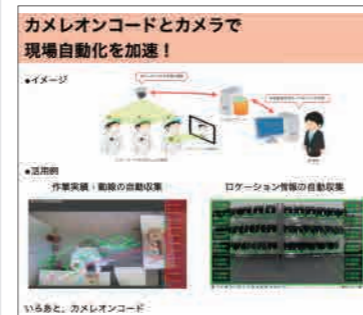 カメレオンコードとカメラで
現場自動化を加速！
●イメージ
●活用例
作業実績・動線の自動収集
ロケーション情報の自動収集
いろあと、カメレオンコード